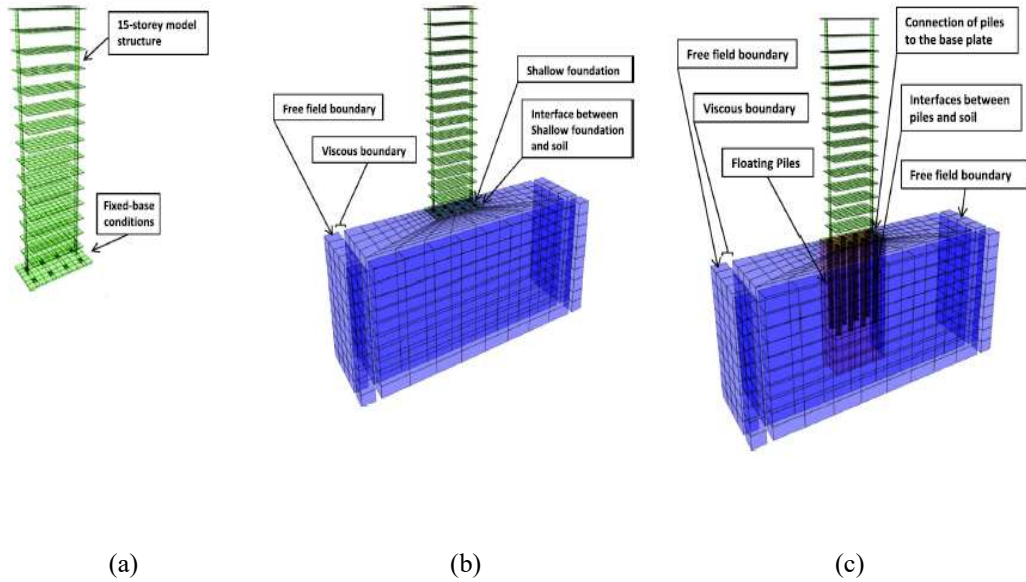 15-storey model
structure
Fixed-base
conditions
(a)
Free field boundary
Viscous boundary
Shallow foundation
Interface between
Shallow foundation
and soil
(b)
Free field boundary
Viscous boundary
Floating Piles
Connection of piles
to the base plate
Interfaces between
piles and soil
Free field boundary
(c)